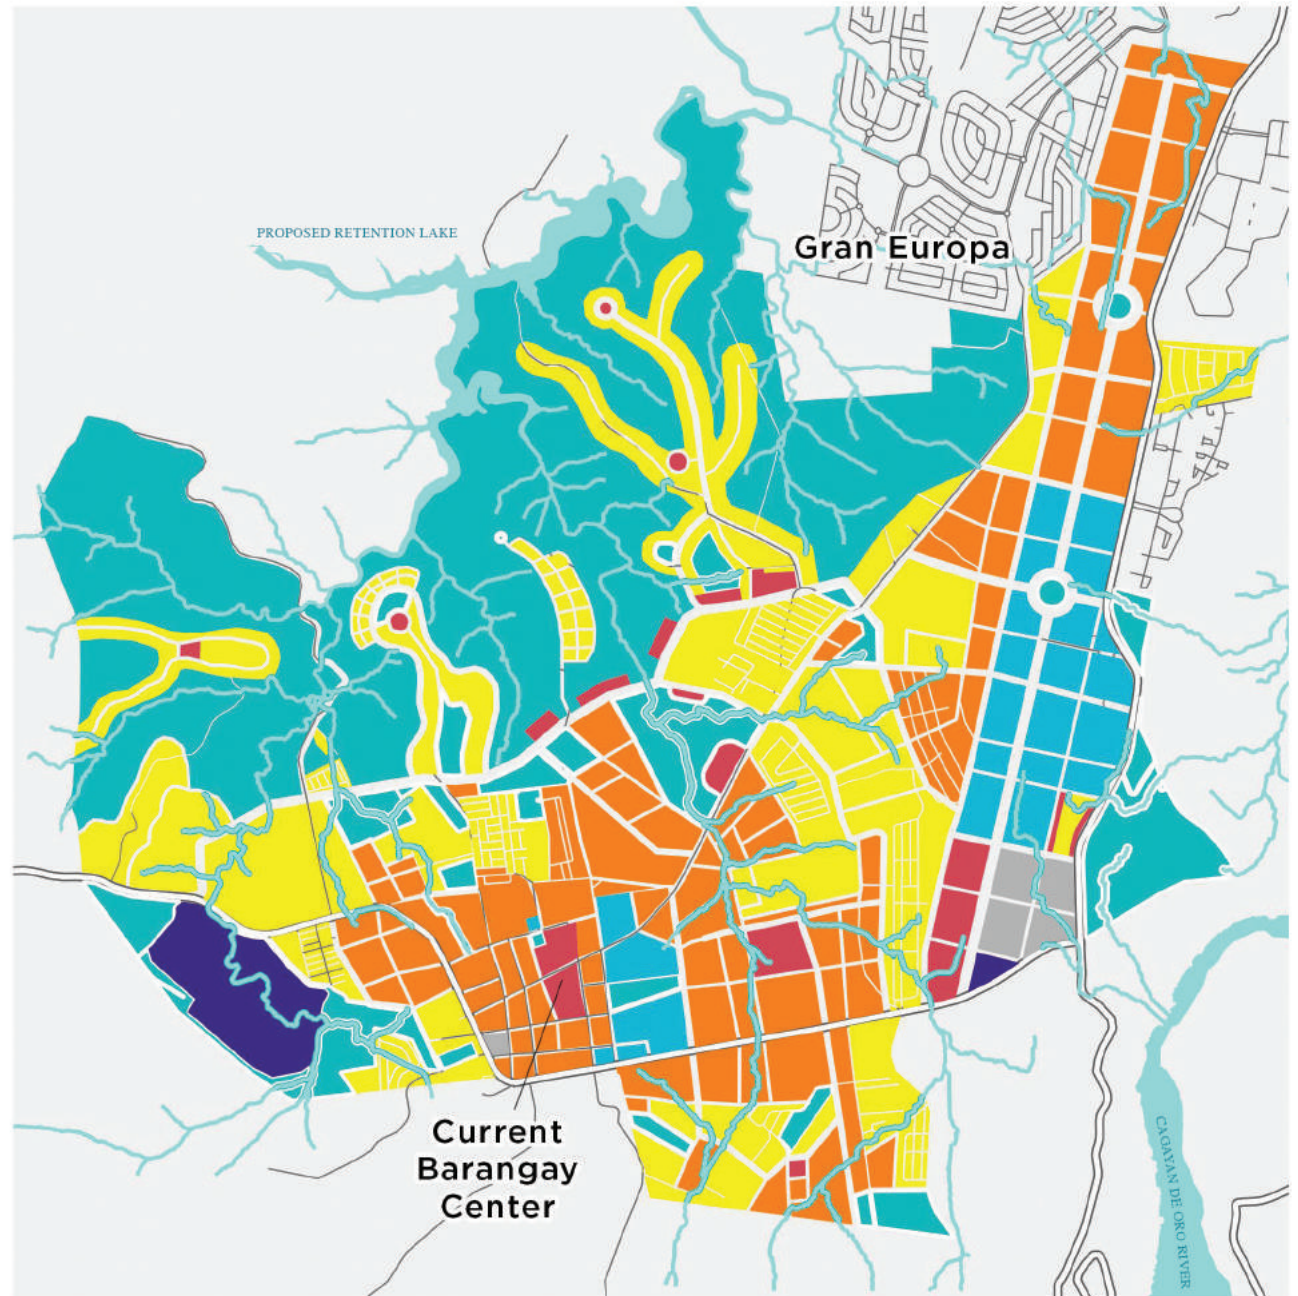 PROPOSED RETENTION LAKE
Gran Europa
Current
Barangay
Center
CAGAYAN DE ORO RIVER